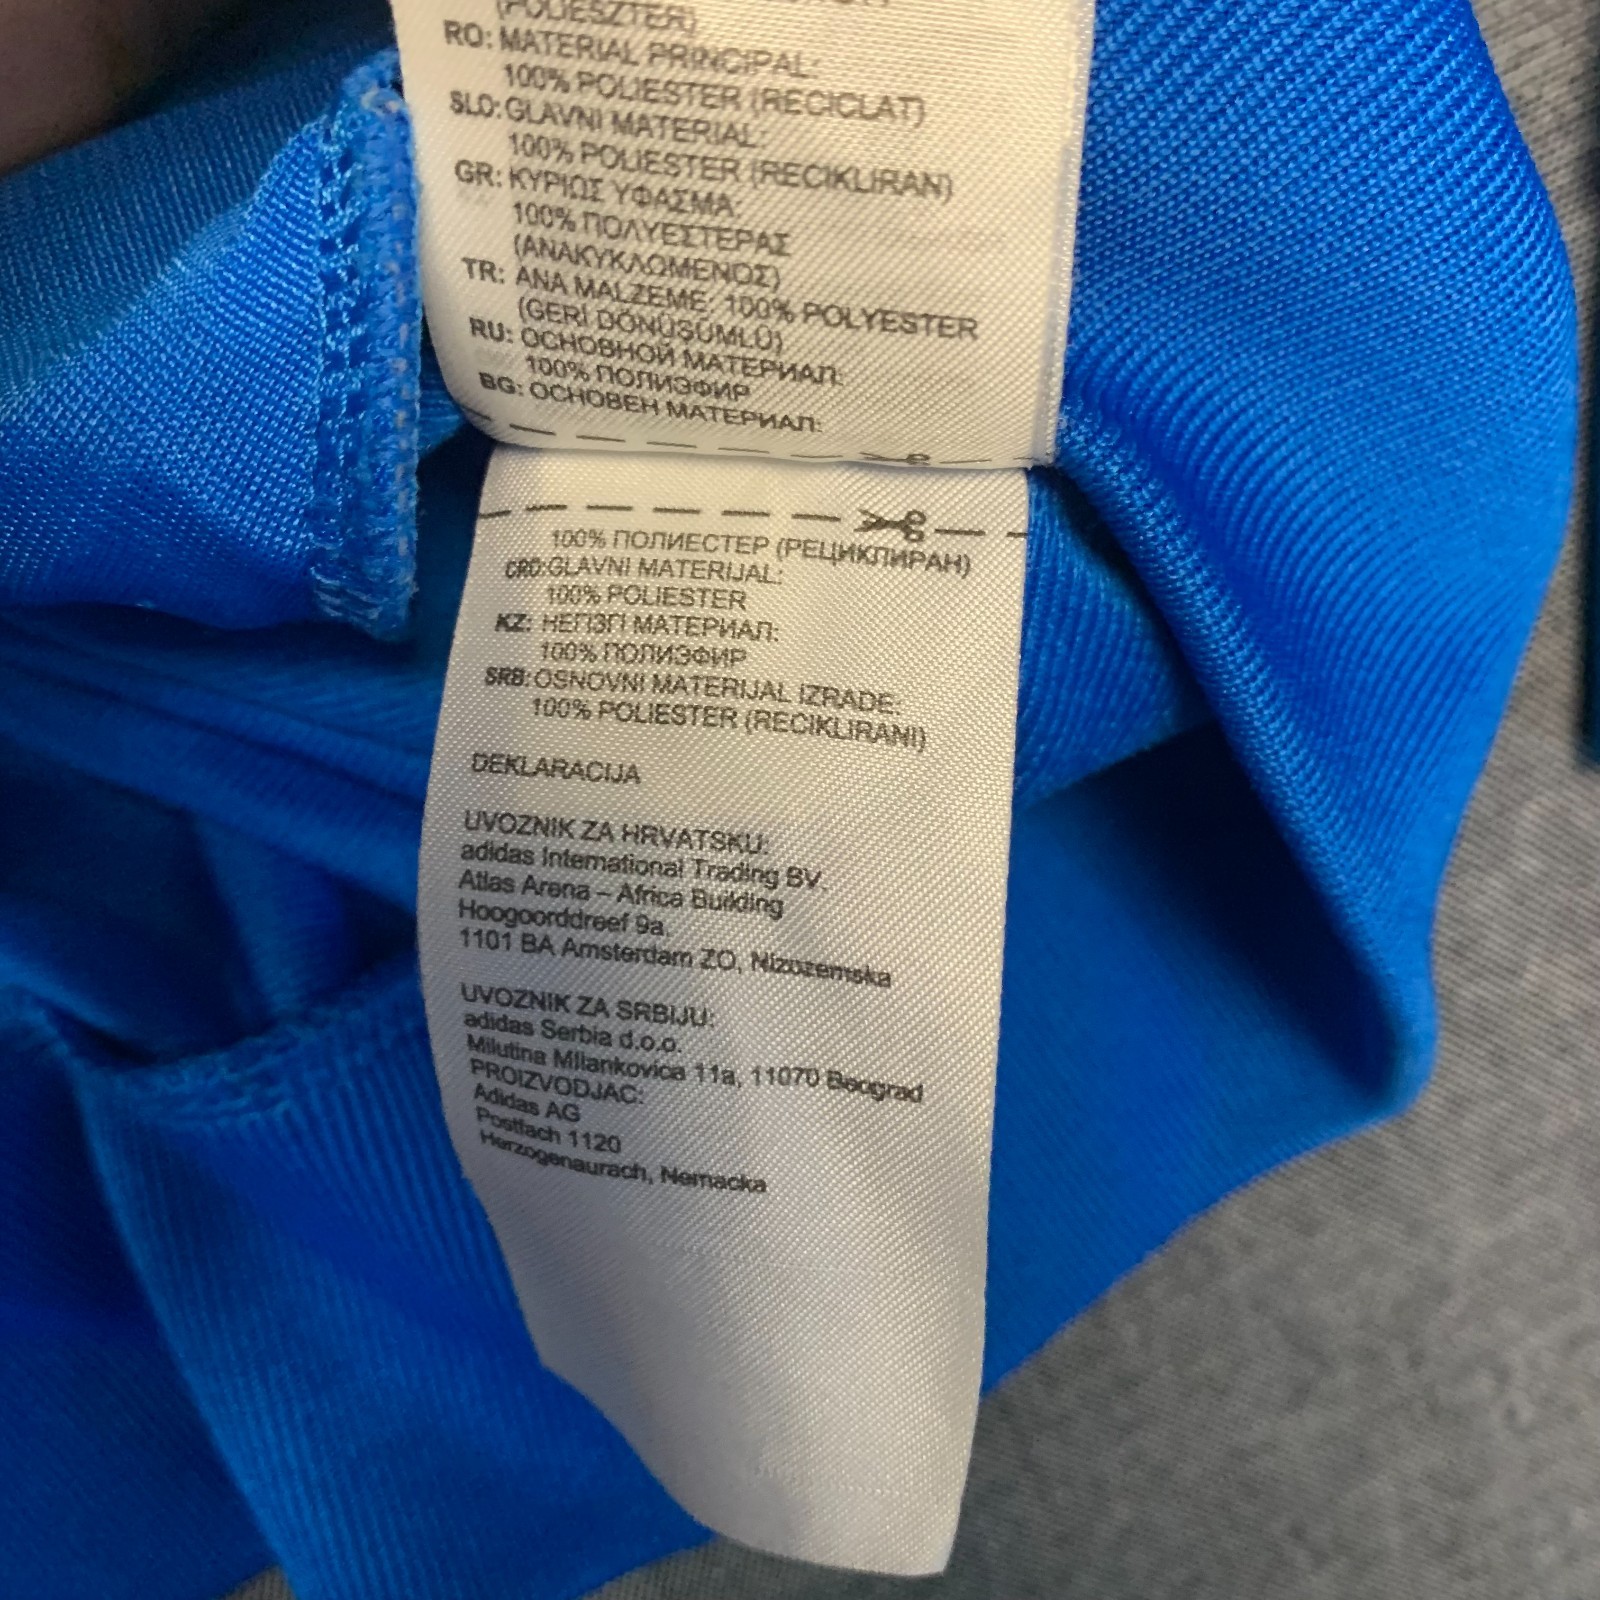 (POLIÉSZTER)
RO: MATERIAL PRINCIPAL:
100% POLIESTER (RECICLAT)
SLO: GLAVNI MATERIAL:
100% POLIESTER (RECIKLIRAN)
GR: ΚΥΡΙΩΣ ΥΦΑΣΜΑ:
100% ΠΟΛΥΕΣΤΕΡΑΣ
(ΑΝΑΚΥΚΛΩΜΕΝΟΣ)
TR: ANA MALZEME: 100% POLYESTER
(GERİ DÖNÜŞÜMLÜ)
RU: ОСНОВНОЙ МАТЕРИАЛ:
100% ПОЛИЭФИР
BG: ОСНОВЕН МАТЕРИАЛ:
100% ПОЛИЕСТЕР (РЕЦИКЛИРАН)
CRO: GLAVNI MATERIJAL:
100% POLIESTER
KZ: НЕГІЗГІ МАТЕРИАЛ:
100% ПОЛИЭФИР
SRB: OSNOVNI MATERIJAL IZRADE:
100% POLIESTER (RECIKLIRANI)
DEKLARACIJA
UVOZNIK ZA HRVATSKU:
adidas International Trading BV.
Atlas Arena – Africa Building
Hoogoorddreef 9a.
1101 BA Amsterdam ZO, Nizozemska
UVOZNIK ZA SRBIJU:
adidas Serbia d.o.o.
Milutina MIlankovica 11a, 11070 Beograd
PROIZVODJAC:
Adidas AG
Postfach 1120
Herzogenaurach, Nemacka